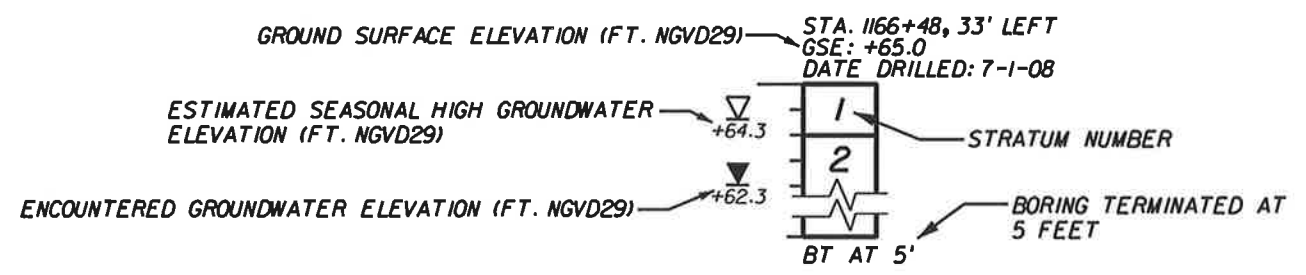 GROUND SURFACE ELEVATION (FT. NGVD29)
STA. 1166+48, 33' LEFT
GSE: +65.0
DATE DRILLED: 7-1-08
ESTIMATED SEASONAL HIGH GROUNDWATER
ELEVATION (FT. NGVD29)
+64.3
1
STRATUM NUMBER
2
ENCOUNTERED GROUNDWATER ELEVATION (FT. NGVD29)
+62.3
BORING TERMINATED AT
5 FEET
BT AT 5'